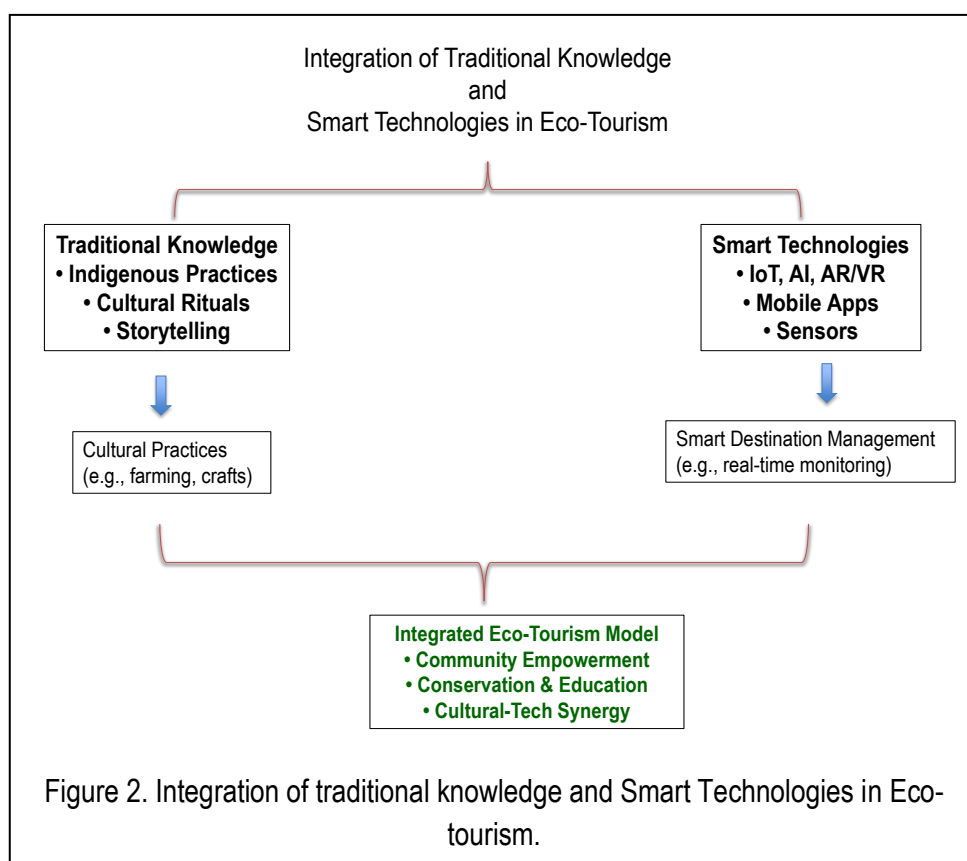 Integration of Traditional Knowledge
and
Smart Technologies in Eco-Tourism
Traditional Knowledge
• Indigenous Practices
• Cultural Rituals
• Storytelling
Smart Technologies
• IoT, AI, AR/VR
• Mobile Apps
• Sensors
Cultural Practices
(e.g., farming, crafts)
Smart Destination Management
(e.g., real-time monitoring)
Integrated Eco-Tourism Model
• Community Empowerment
• Conservation & Education
• Cultural-Tech Synergy
Figure 2. Integration of traditional knowledge and Smart Technologies in Eco-
tourism.